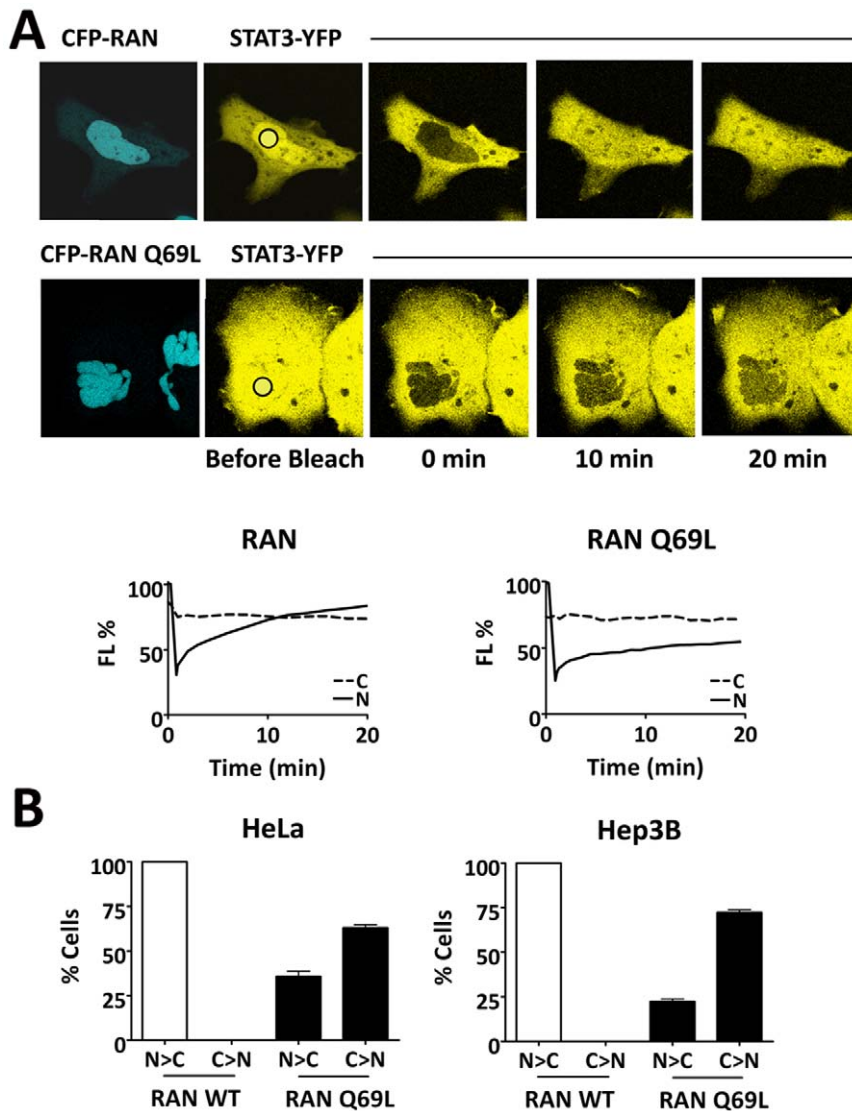 A
CFP-RAN STAT3-YFP
CFP-RAN Q69L STAT3-YFP
Before Bleach 0 min 10 min 20 min
RAN
FL %
100
50
0
C
N
0 10 20
Time (min)
RAN Q69L
FL %
100
50
0
C
N
0 10 20
Time (min)
B
HeLa
% Cells
100
75
50
25
0
N>C C>N N>C C>N
RAN WT RAN Q69L
Hep3B
% Cells
100
75
50
25
0
N>C C>N N>C C>N
RAN WT RAN Q69L